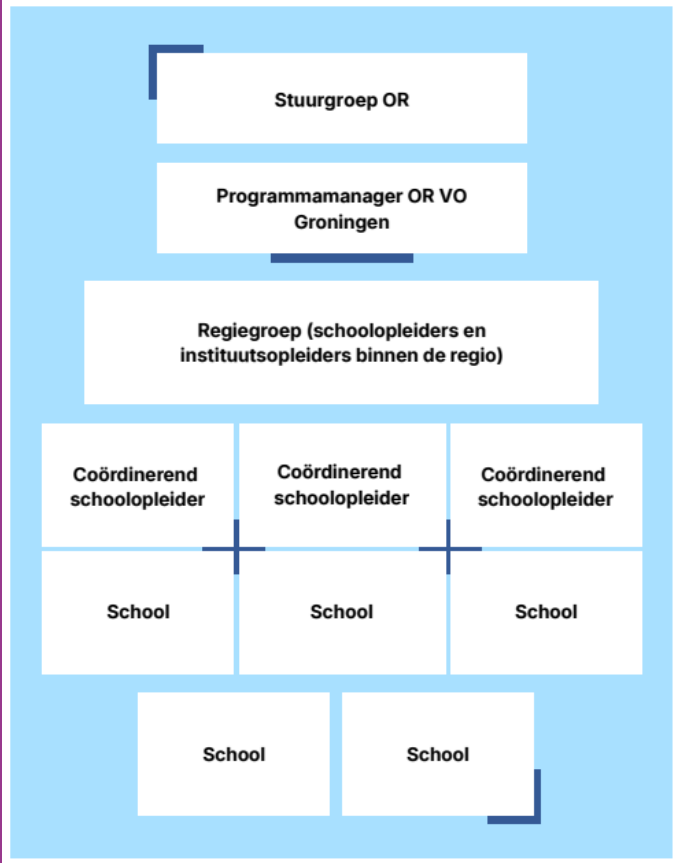 Stuurgroep OR
Programmamanager OR VO
Groningen
Regiegroep (schoolopleiders en
instituutsopleiders binnen de regio)
Coördinerend
schoolopleider
Coördinerend
schoolopleider
Coördinerend
schoolopleider
School
School
School
School
School